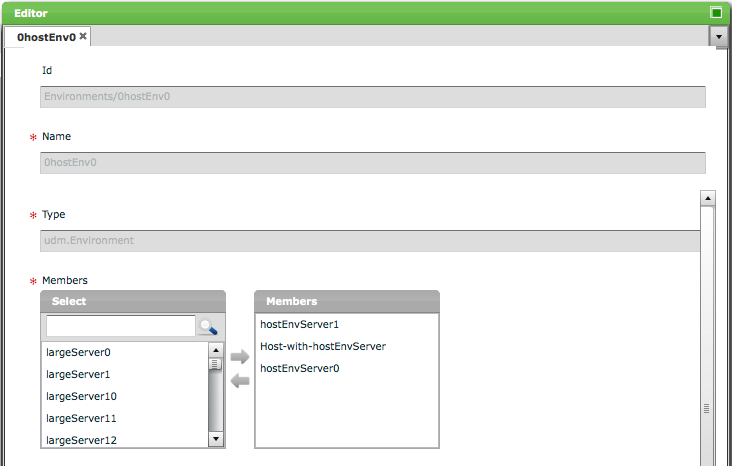 Editor
0hostEnv0
Id
Environments/0hostEnv0
* Name
0hostEnv0
* Type
udm.Environment
* Members
Select
largeServer0
largeServer1
largeServer10
largeServer11
largeServer12
Members
hostEnvServer1
Host-with-hostEnvServer
hostEnvServer0